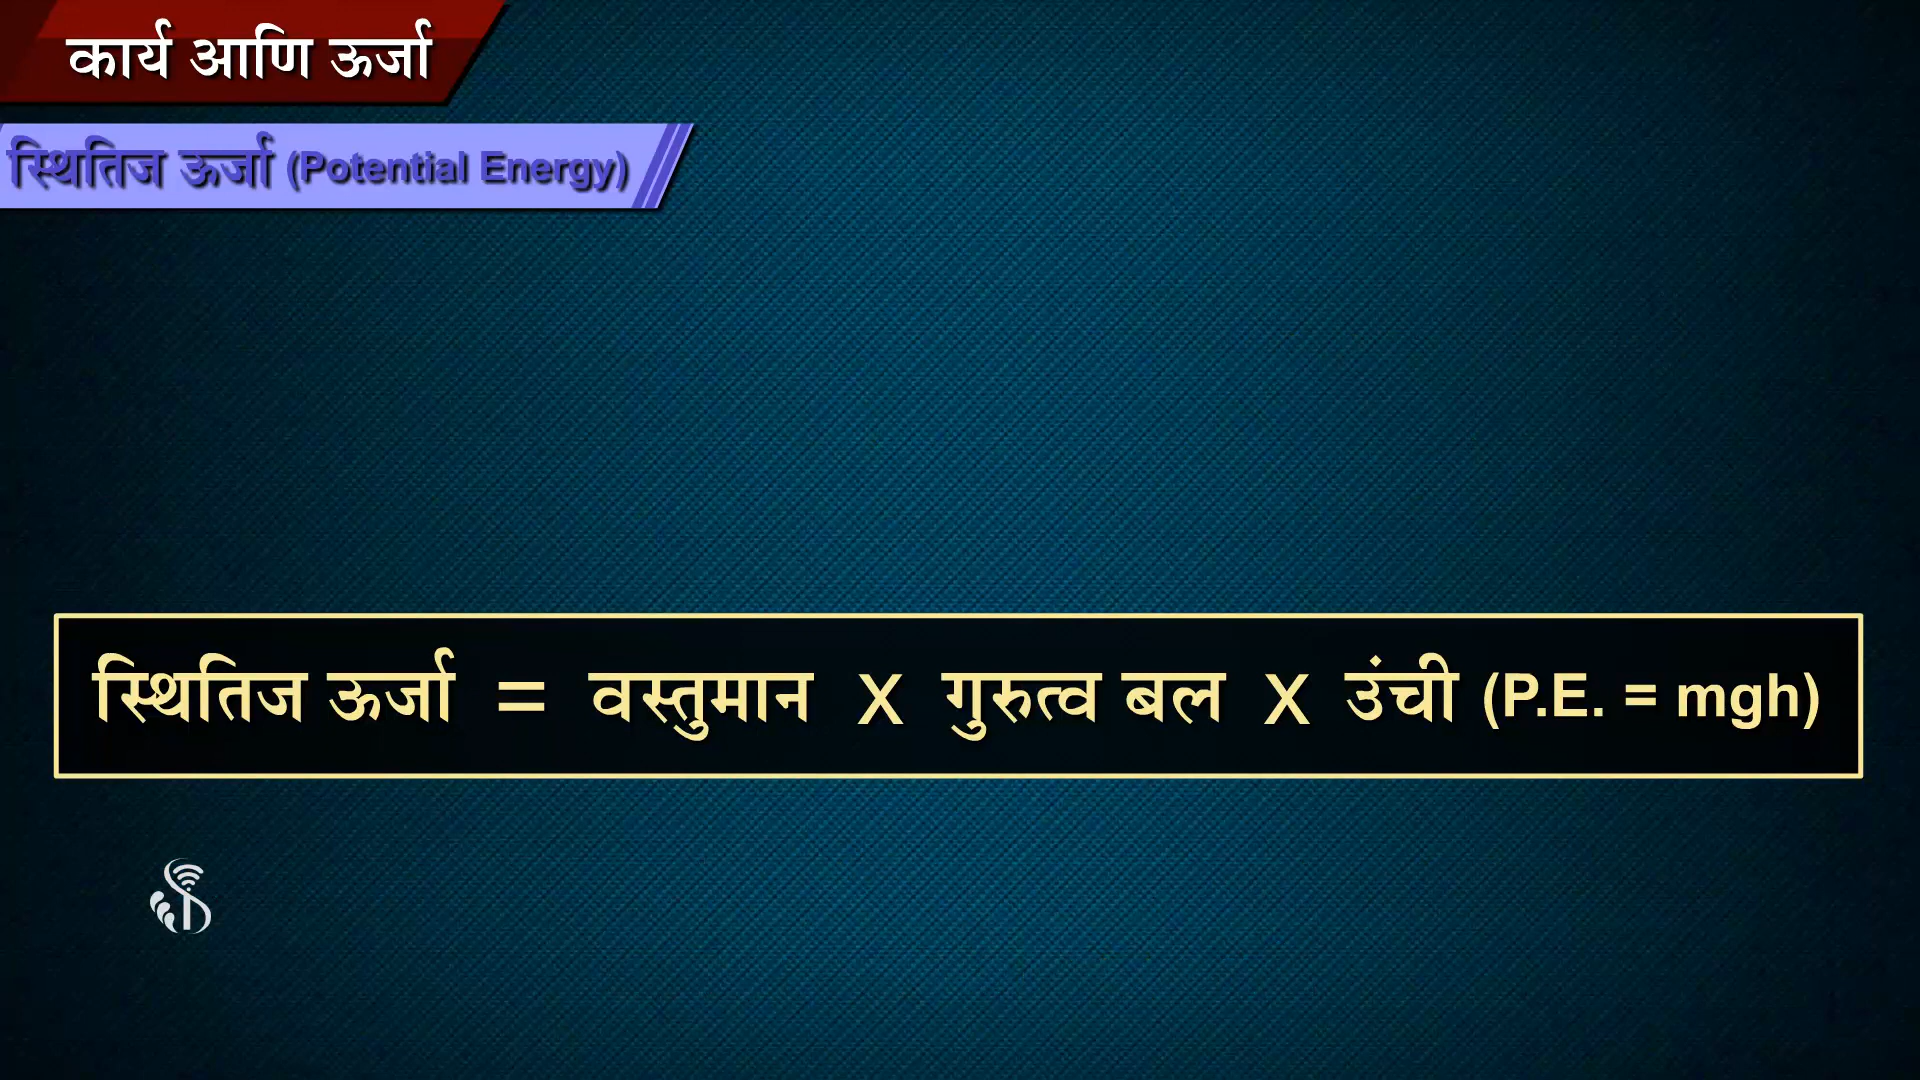 कार्य आणि ऊर्जा
स्थितिज ऊर्जा (Potential Energy)
स्थितिज ऊर्जा = वस्तुमान x गुरुत्व बल x उंची (P.E. = mgh)